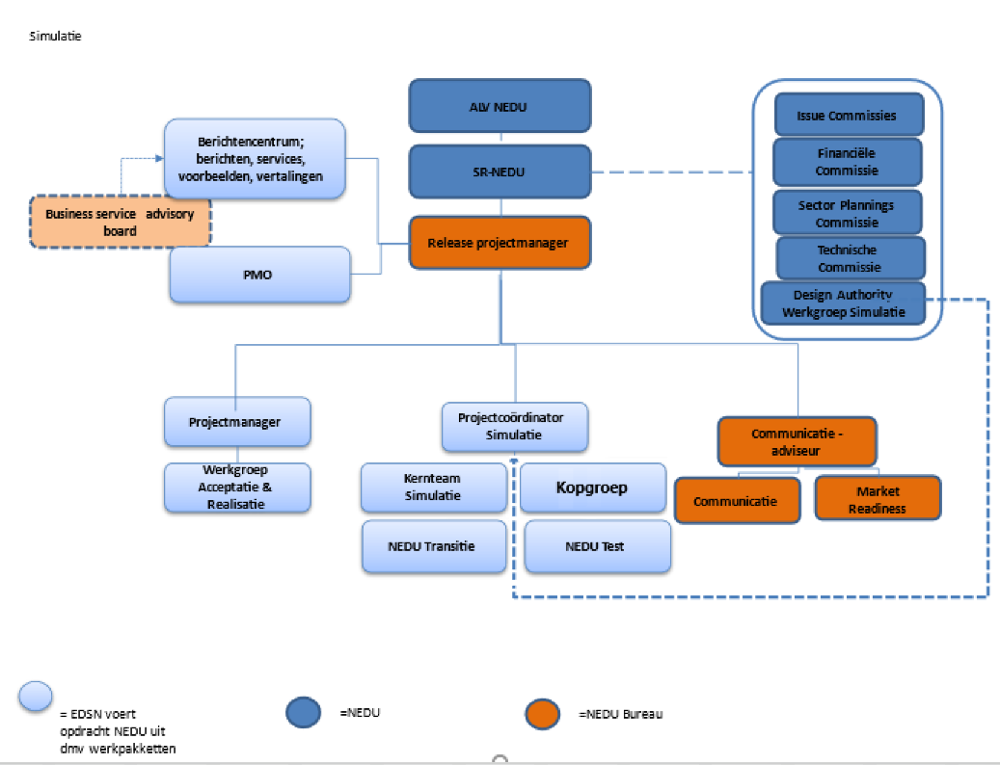 Simulatie
ALV NEDU
SR-NEDU
Release projectmanager
Berichtencentrum;
berichten, services,
voorbeelden, vertalingen
Business service advisory
board
PMO
Issue Commissies
Financiële
Commissie
Sector Plannings
Commissie
Technische
Commissie
Design Authority
Werkgroep Simulatie
Projectmanager
Werkgroep
Acceptatie &
Realisatie
Projectcoördinator
Simulatie
Kernteam
Simulatie
Kopgroep
NEDU Transitie
NEDU Test
Communicatie -
adviseur
Communicatie
Market
Readiness
= EDSN voert
opdracht NEDU uit
dmv werkpakketten
=NEDU
=NEDU Bureau